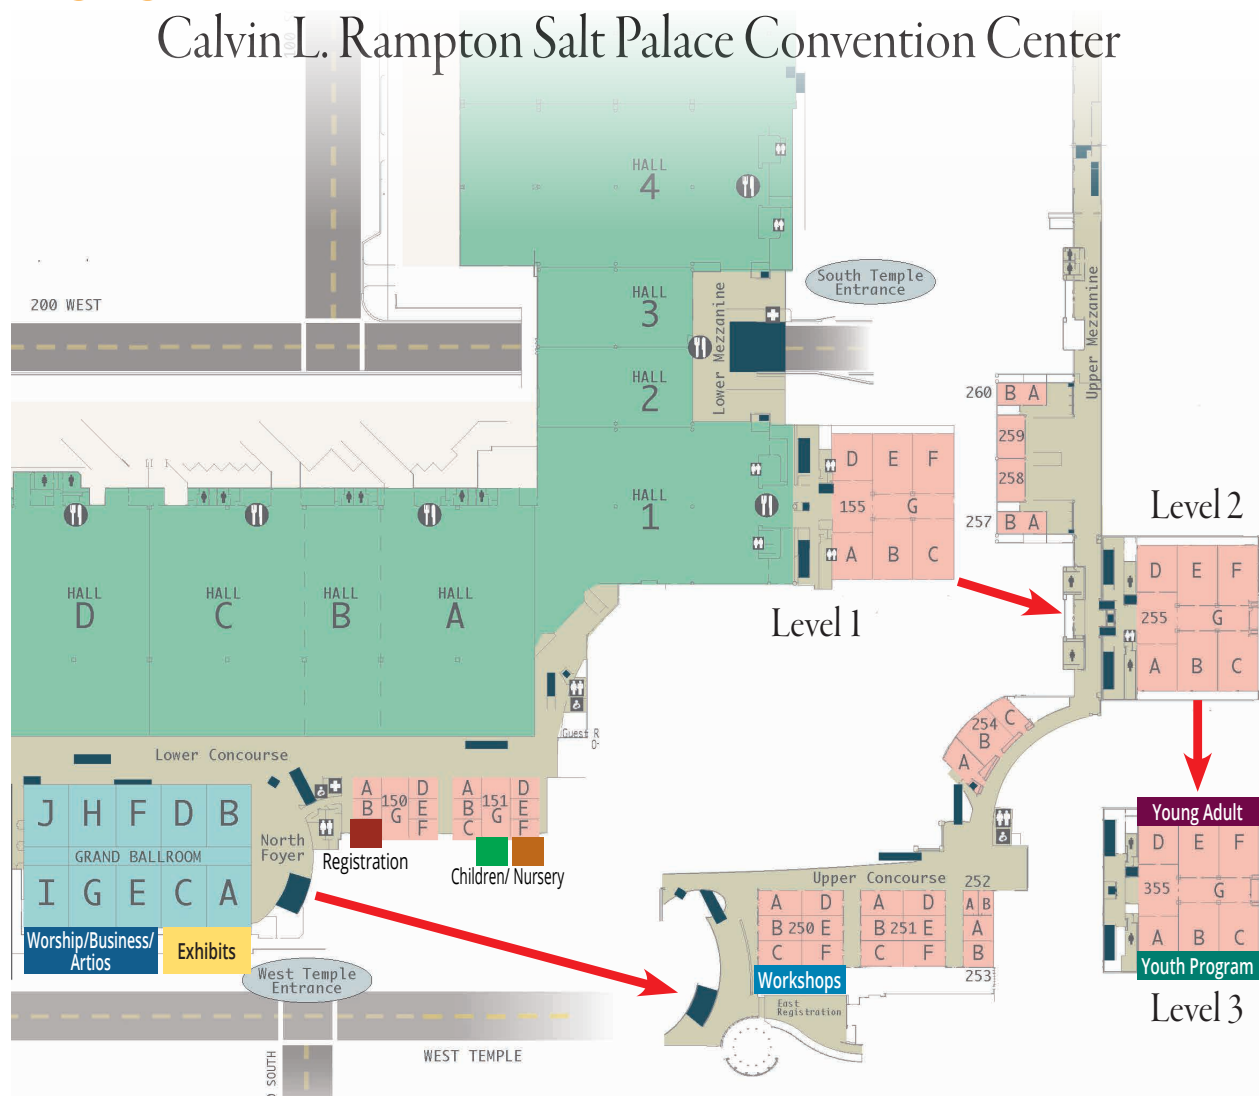 Calvin L. Rampton Salt Palace Convention Center
HALL
4
South Temple
Entrance
200 WEST
HALL
3
Lower Mezzanine
Upper Mezzanine
HALL
2
260 B A
259
258
257 B A
HALL
1
D E F
155 G
A B C
Level 1
Level 2
D E F
255 G
A B C
HALL
D
HALL
C
HALL
B
HALL
A
Guest R
Lower Concourse
254 C
B
A
J H F D B
GRAND BALLROOM
I G E C A
North
Foyer
A D
B 150 E
G F
A D
B 151 E
C G F
Registration
Children/ Nursery
Worship/Business/
Artios
Exhibits
West Temple
Entrance
WEST TEMPLE
SOUTH
Upper Concourse
252
A D
B 250 E
C F
A D
B 251 E
C F
A B
A
B
253
Workshops
East
Registration
Young Adult
D E F
355 G
A B C
Youth Program
Level 3